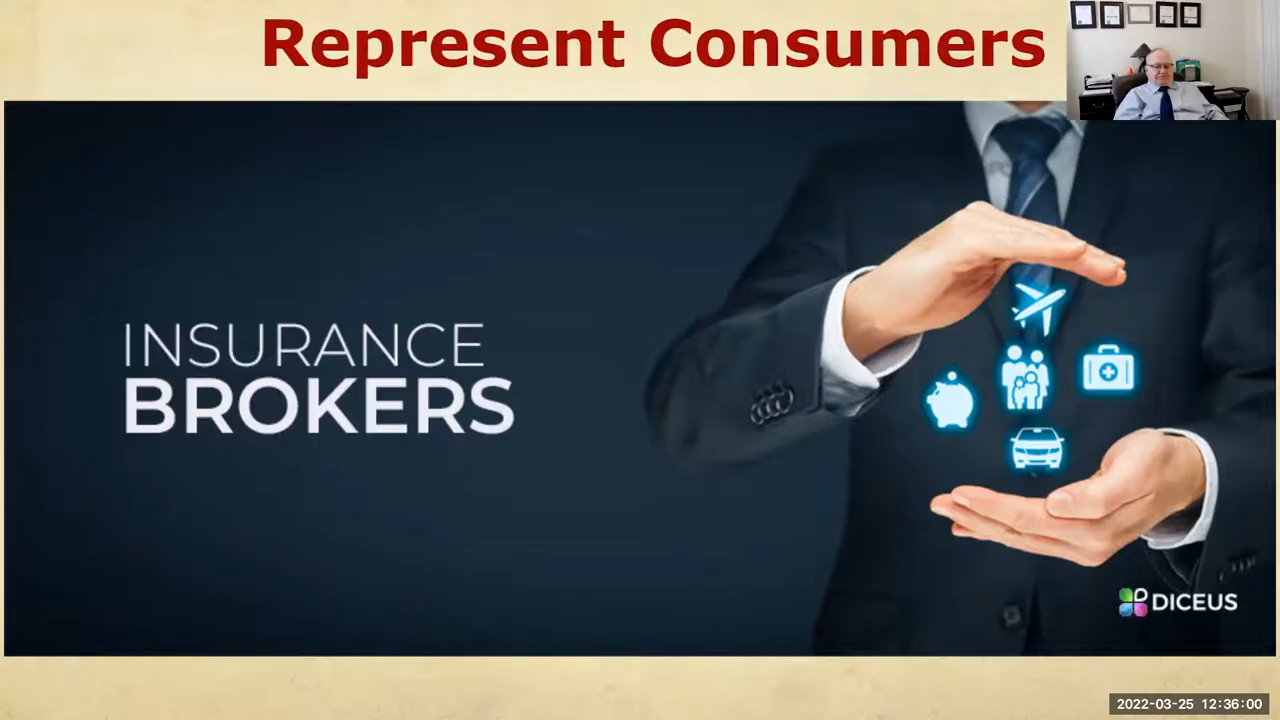 Represent Consumers
INSURANCE
BROKERS
DICEUS
2022-03-25 12:36:00